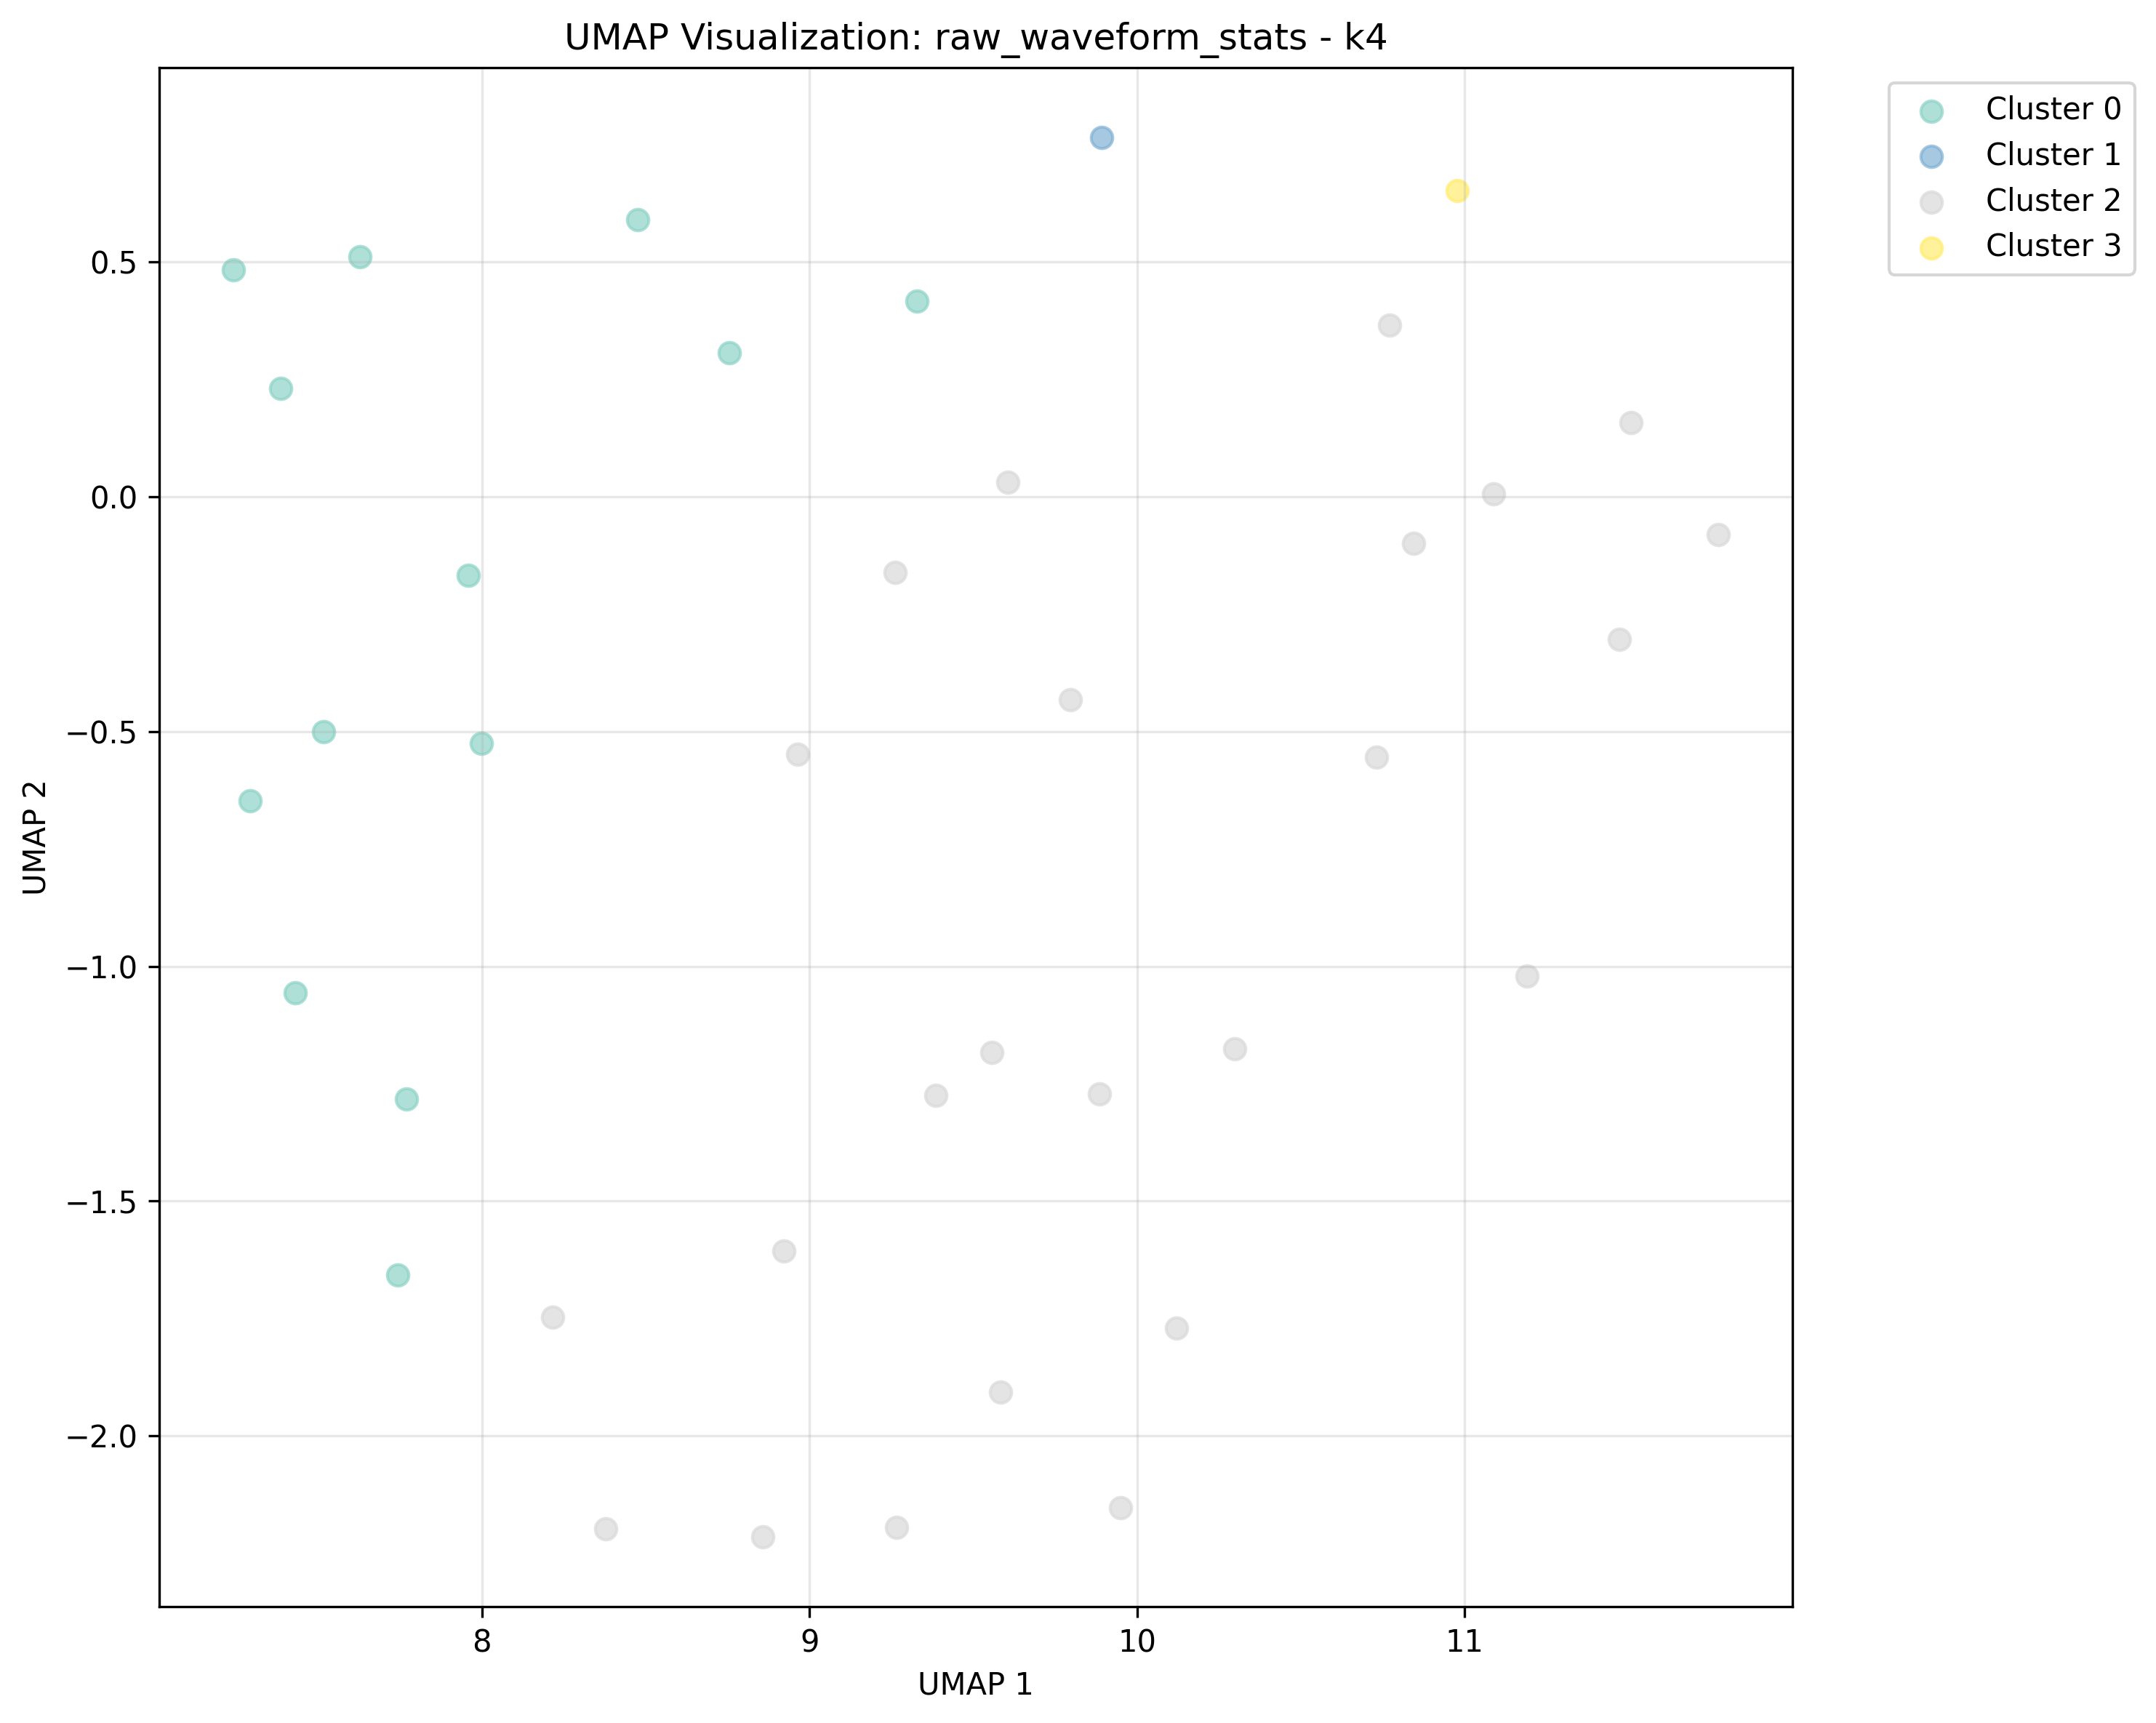 UMAP Visualization: raw_waveform_stats - k4
Cluster 0
Cluster 1
Cluster 2
Cluster 3
0.5
0.0
−0.5
−1.0
−1.5
−2.0
UMAP 2
8 9 10 11
UMAP 1